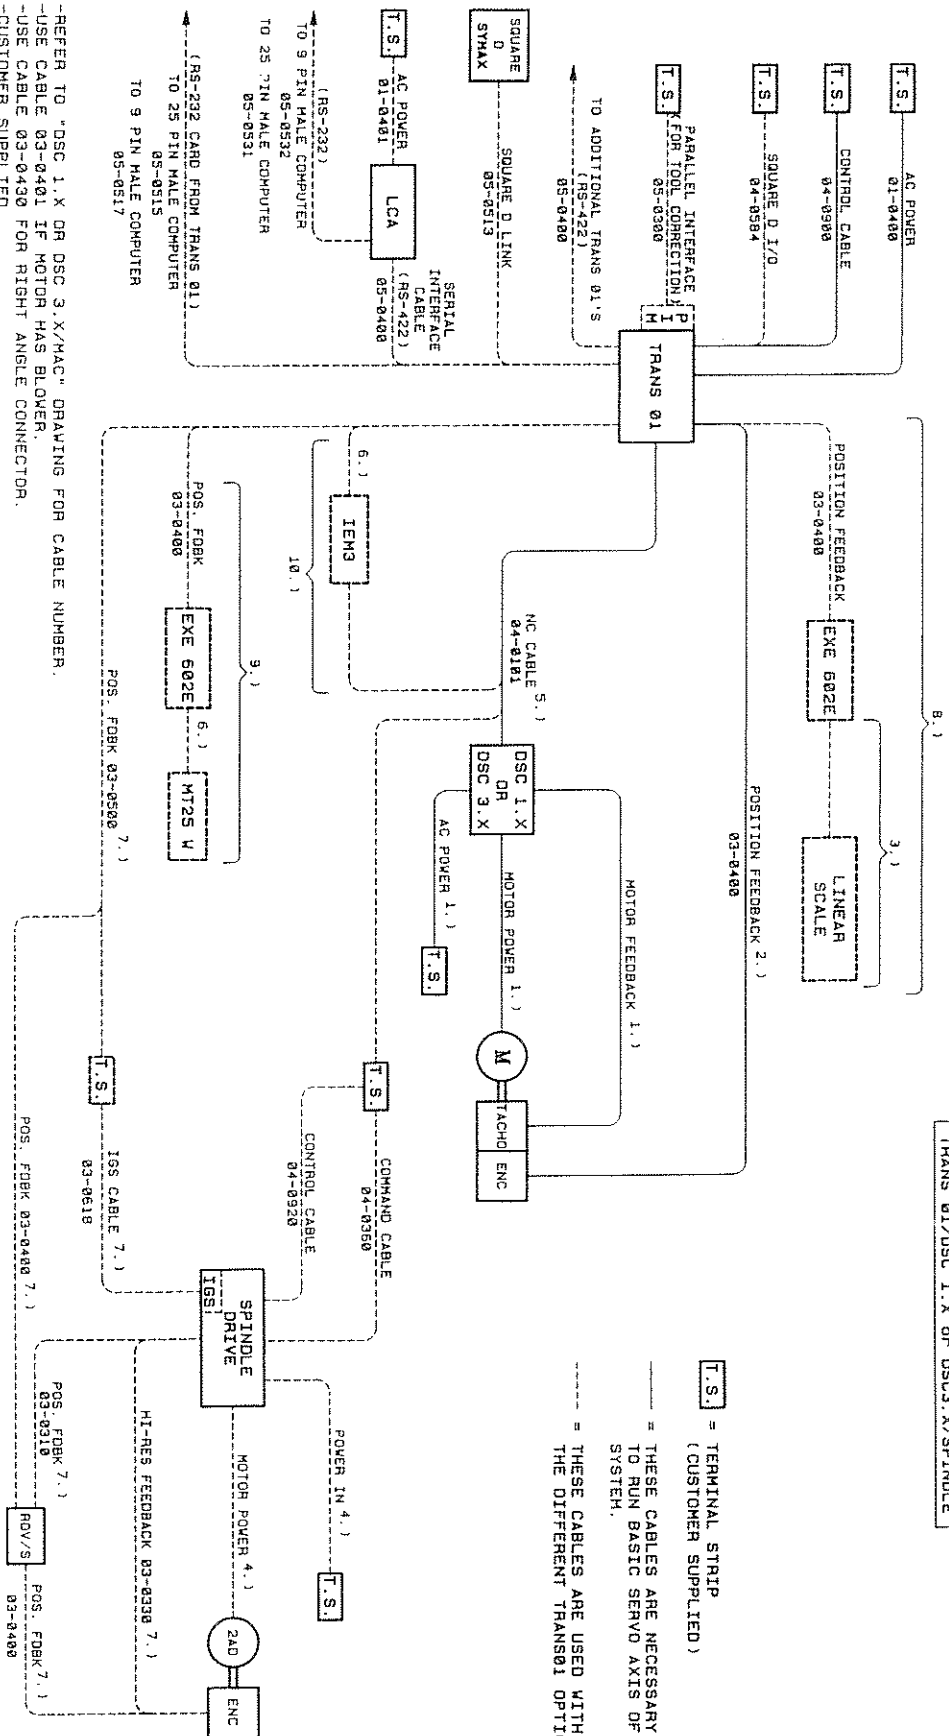 TRANS 01/DSC 1.X OF DSC3.X/SPINDLE
T.S.
AC POWER
01-0400
T.S.
CONTROL CABLE
04-0900
T.S.
SQUARE D I/O
04-0584
T.S.
PARALLEL INTERFACE
(FOR TOOL CORRECTION)
05-0300
PIM
TRANS 01
TO ADDITIONAL TRANS 01'S
(RS-422)
05-0400
SQUARE
D
SYMAX
SQUARE D LINK
05-0513
T.S.
AC POWER
01-0401
LCA
SERIAL
INTERFACE
CABLE
(RS-422)
05-0400
(RS-232)
TO 9 PIN MALE COMPUTER
05-0532
TO 25 PIN MALE COMPUTER
05-0531
(RS-232 CARD FROM TRANS 01)
TO 25 PIN MALE COMPUTER
05-0515
TO 9 PIN MALE COMPUTER
05-0517
8.)
POSITION FEEDBACK
03-0400
EXE 602E
3.)
LINEAR
SCALE
POSITION FEEDBACK 2.)
03-0400
MOTOR FEEDBACK 1.)
NC CABLE 5.)
04-0101
DSC 1.X
OR
DSC 3.X
MOTOR POWER 1.)
M
TACHO
ENC
AC POWER 1.)
T.S.
6.)
IEM3
10.)
POS. FDBK
03-0400
EXE 602E
6.)
MT25 W
9.)
POS. FDBK 03-0500 7.)
T.S.
COMMAND CABLE
04-0360
CONTROL CABLE
04-0920
T.S.
IGS CABLE 7.)
03-0618
SPINDLE
DRIVE
IGS
POWER IN 4.)
T.S.
MOTOR POWER 4.)
2AD
ENC
HI-RES FEEDBACK 03-0330 7.)
POS. FDBK 7.)
03-0310
POS. FDBK 03-0400 7.)
ROV/S
POS. FDBK 7.)
03-0400
T.S. = TERMINAL STRIP
(CUSTOMER SUPPLIED)
= THESE CABLES ARE NECESSARY
TO RUN BASIC SERVO AXIS OF
SYSTEM.
= THESE CABLES ARE USED WITH
THE DIFFERENT TRANS01 OPTI
-REFER TO "DSC 1.X OR DSC 3.X/MAC" DRAWING FOR CABLE NUMBER.
-USE CABLE 03-0401 IF MOTOR HAS BLOWER.
-USE CABLE 03-0430 FOR RIGHT ANGLE CONNECTOR.
-CUSTOMER SUPPLIED